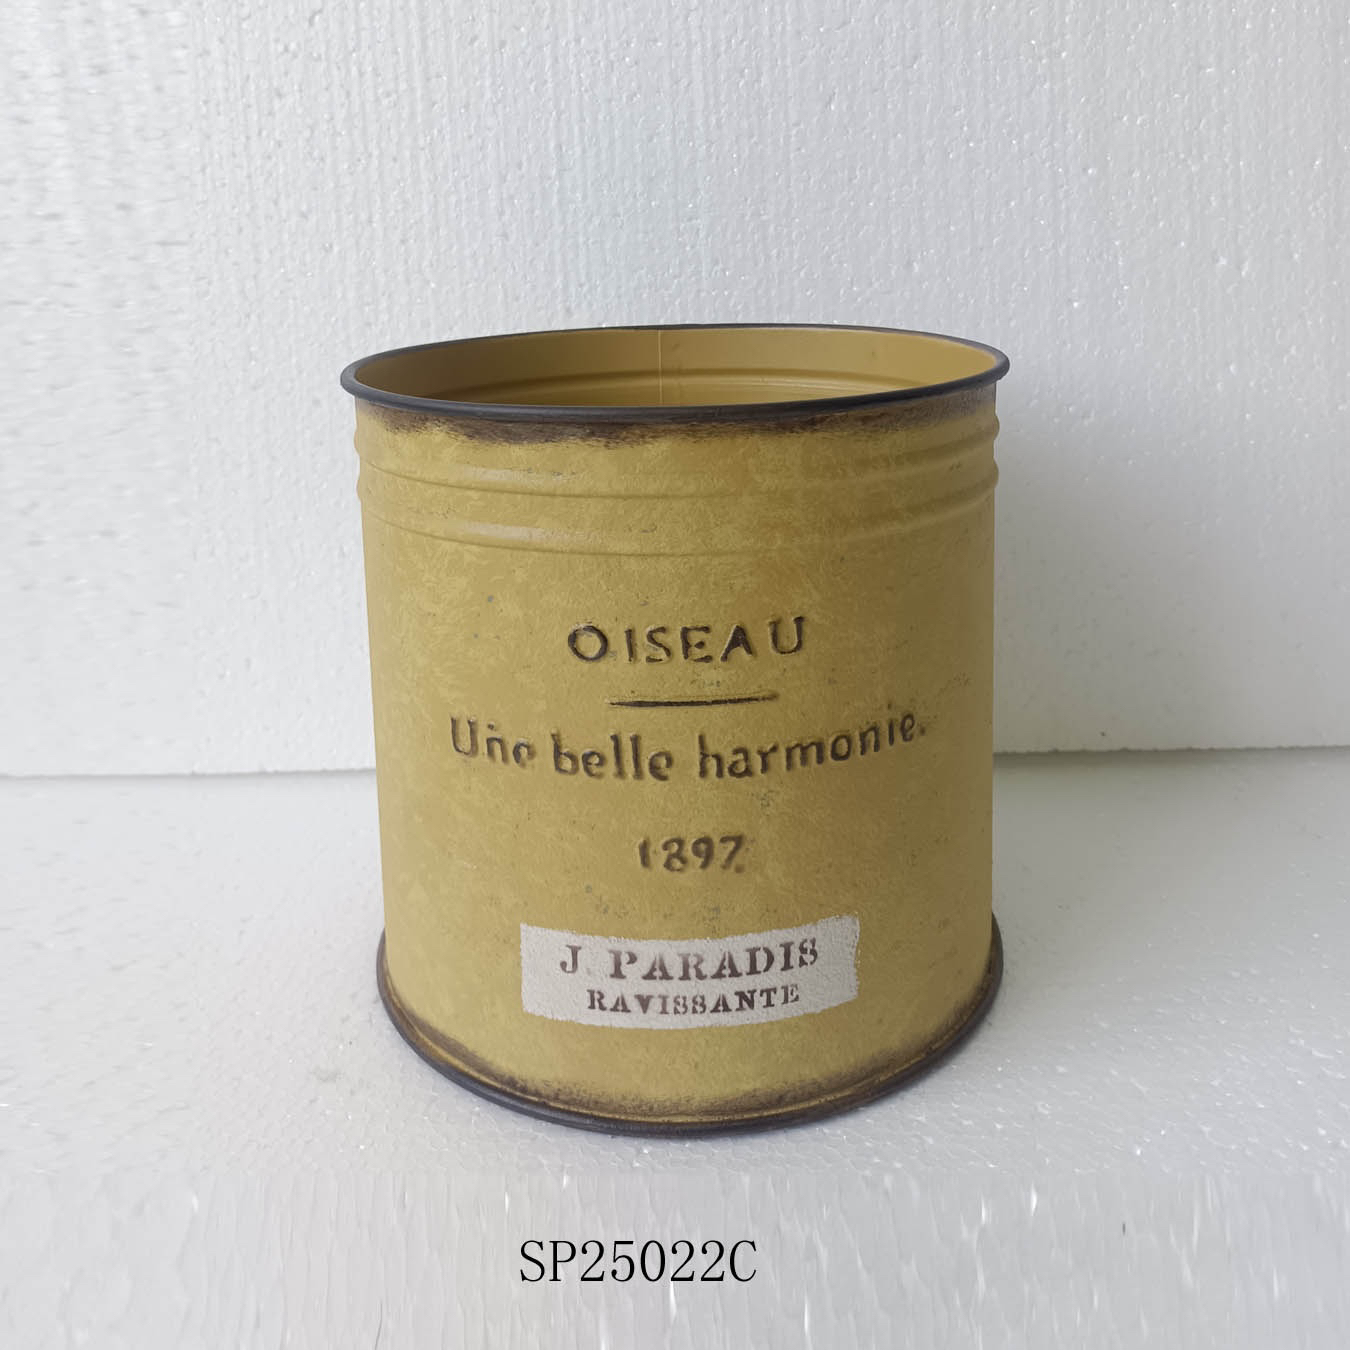 OISEAU
Une belle harmonie.
1897.
J. PARADIS
RAVISSANTE
SP25022C